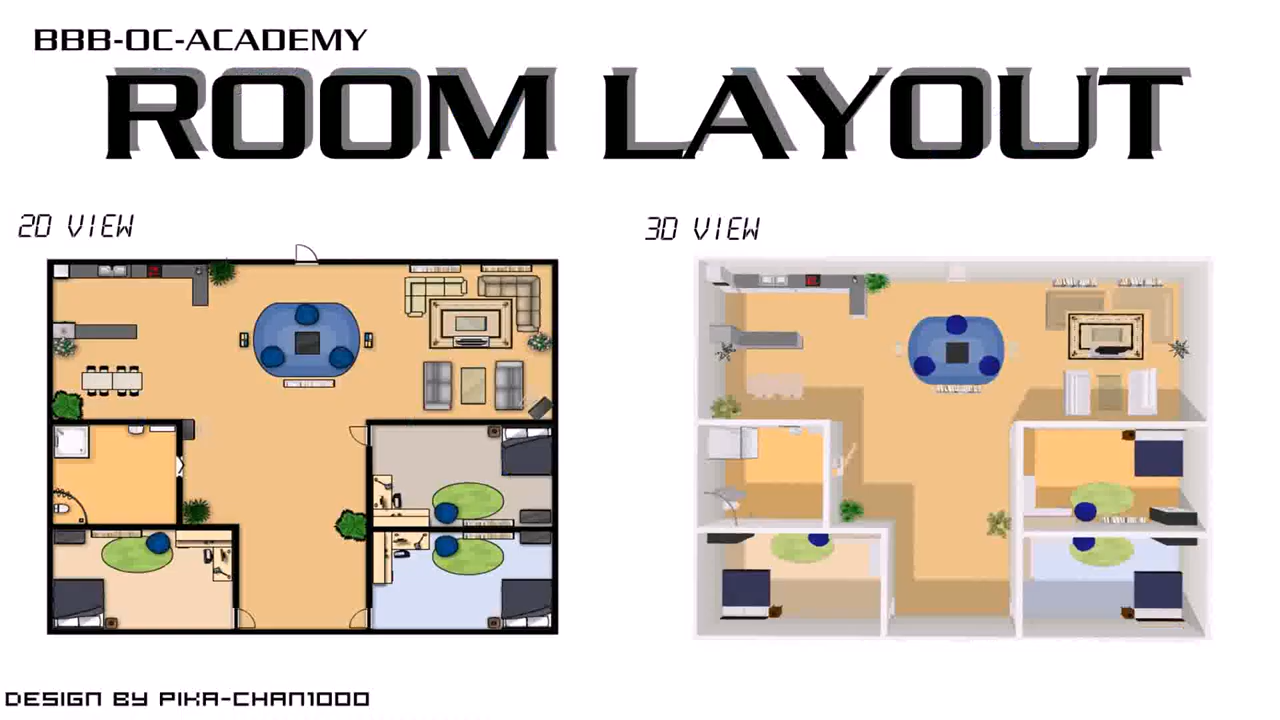 BBB-OC-ACADEMY
ROOM LAYOUT
2D VIEW
3D VIEW
DESIGN BY PIKA-CHAN1000